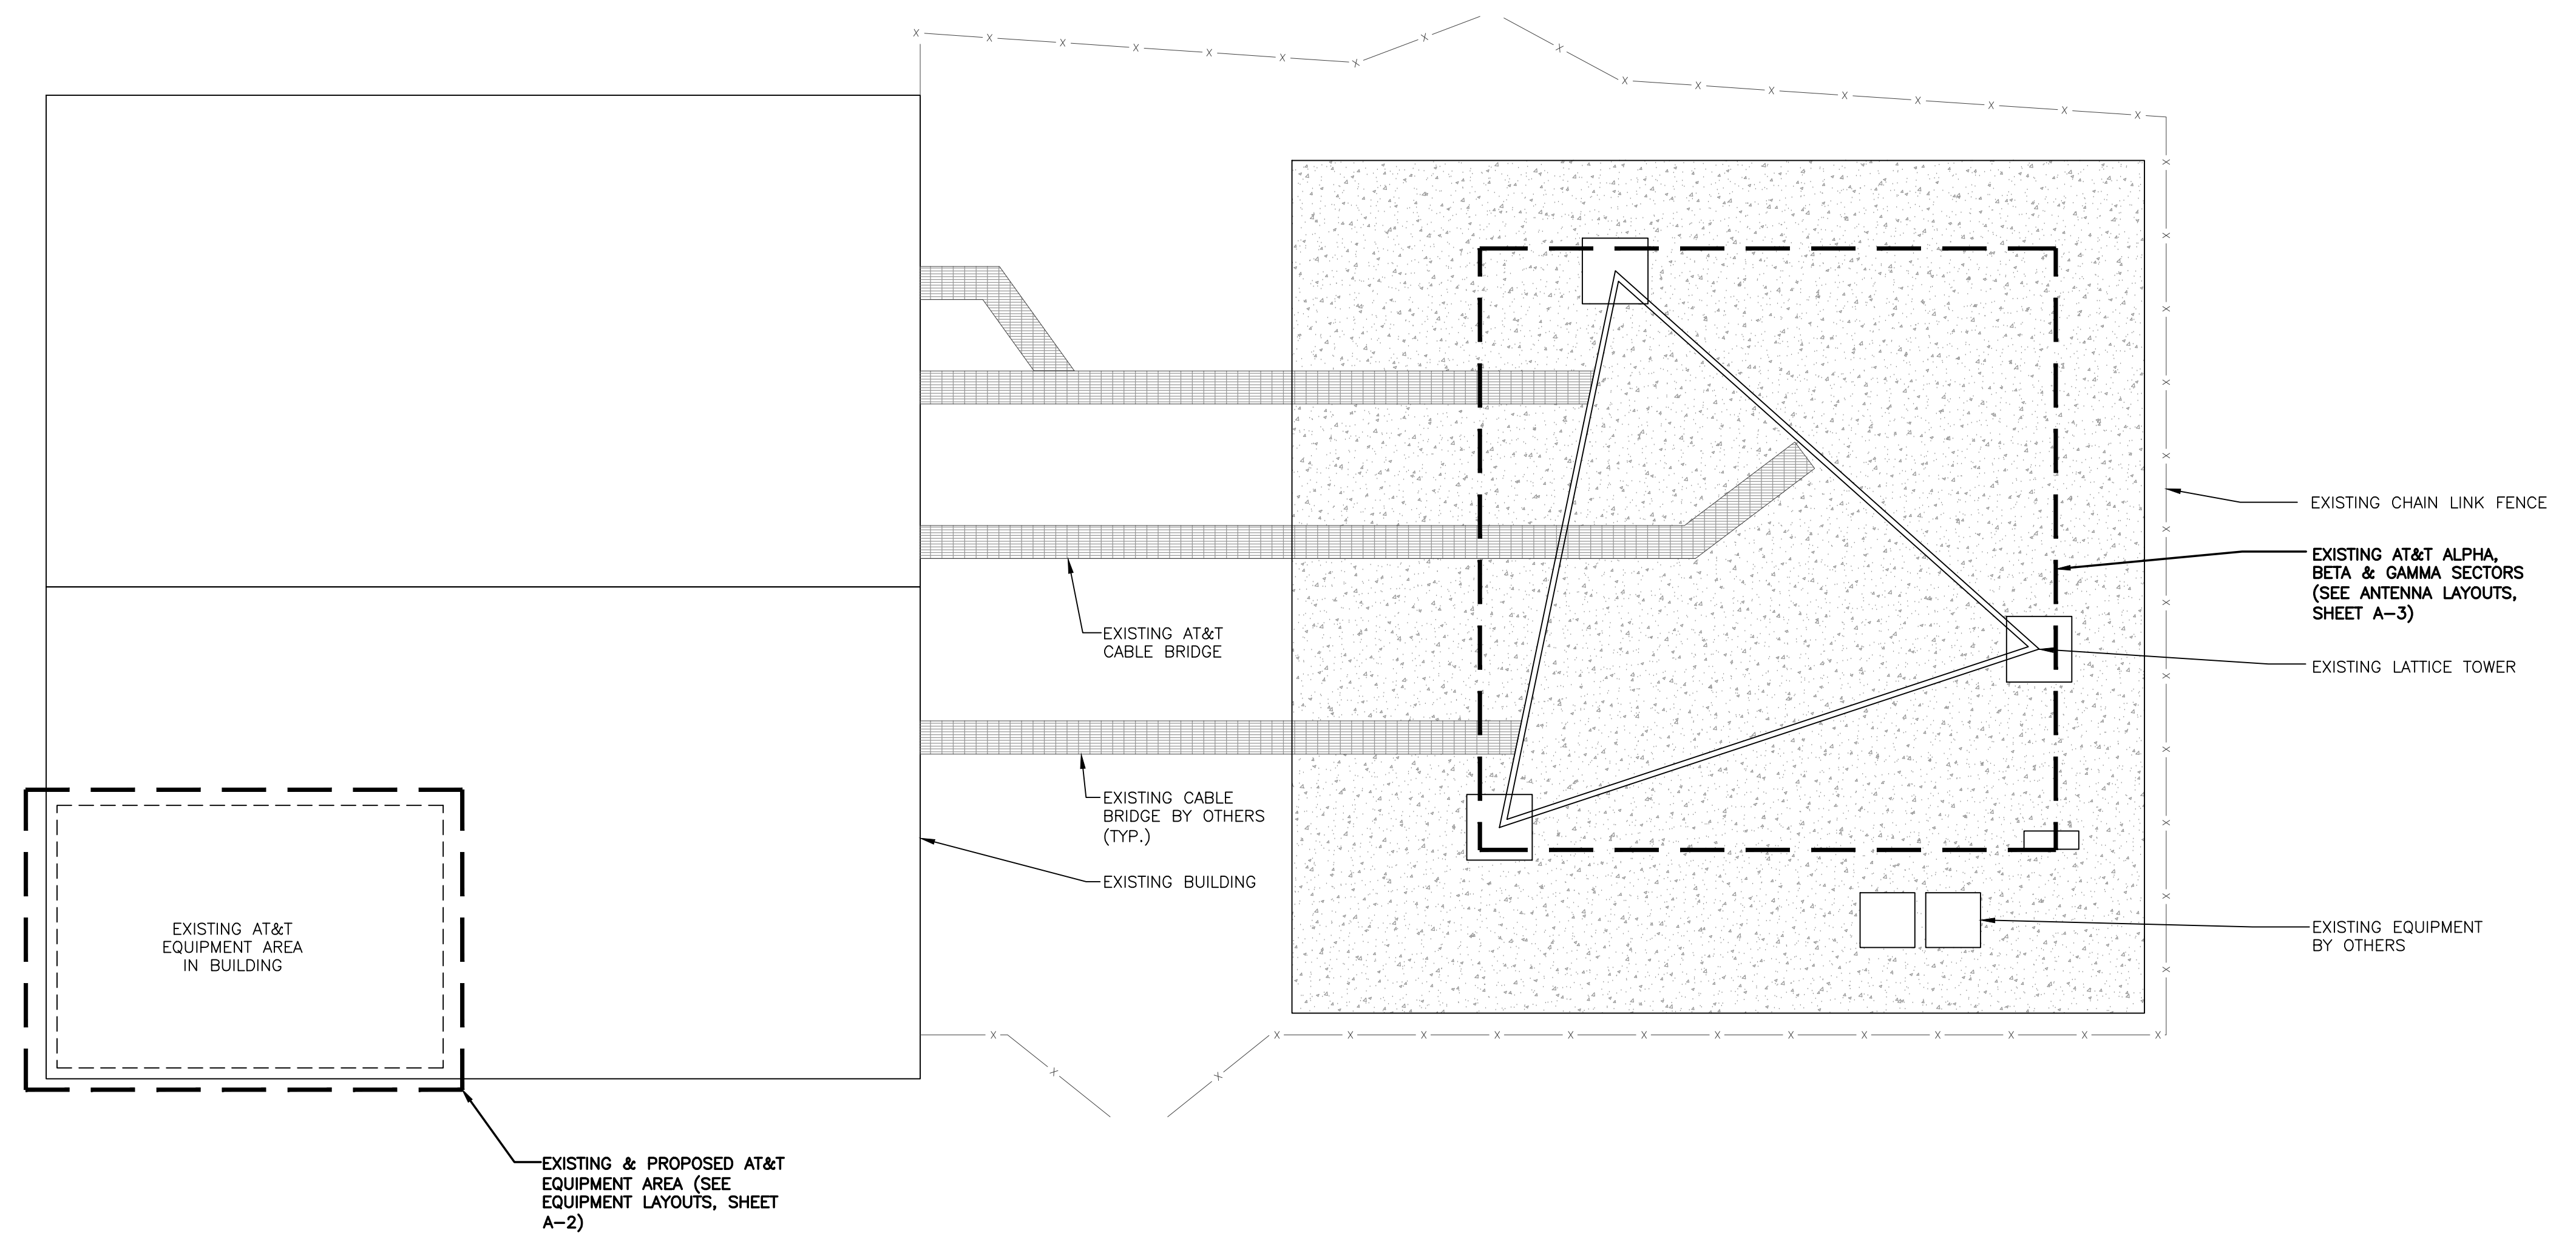 EXISTING CHAIN LINK FENCE
EXISTING AT&T ALPHA,
BETA & GAMMA SECTORS
(SEE ANTENNA LAYOUTS,
SHEET A-3)
EXISTING AT&T
CABLE BRIDGE
EXISTING LATTICE TOWER
EXISTING CABLE
BRIDGE BY OTHERS
(TYP.)
EXISTING BUILDING
EXISTING AT&T
EQUIPMENT AREA
IN BUILDING
EXISTING EQUIPMENT
BY OTHERS
EXISTING & PROPOSED AT&T
EQUIPMENT AREA (SEE
EQUIPMENT LAYOUTS, SHEET
A-2)